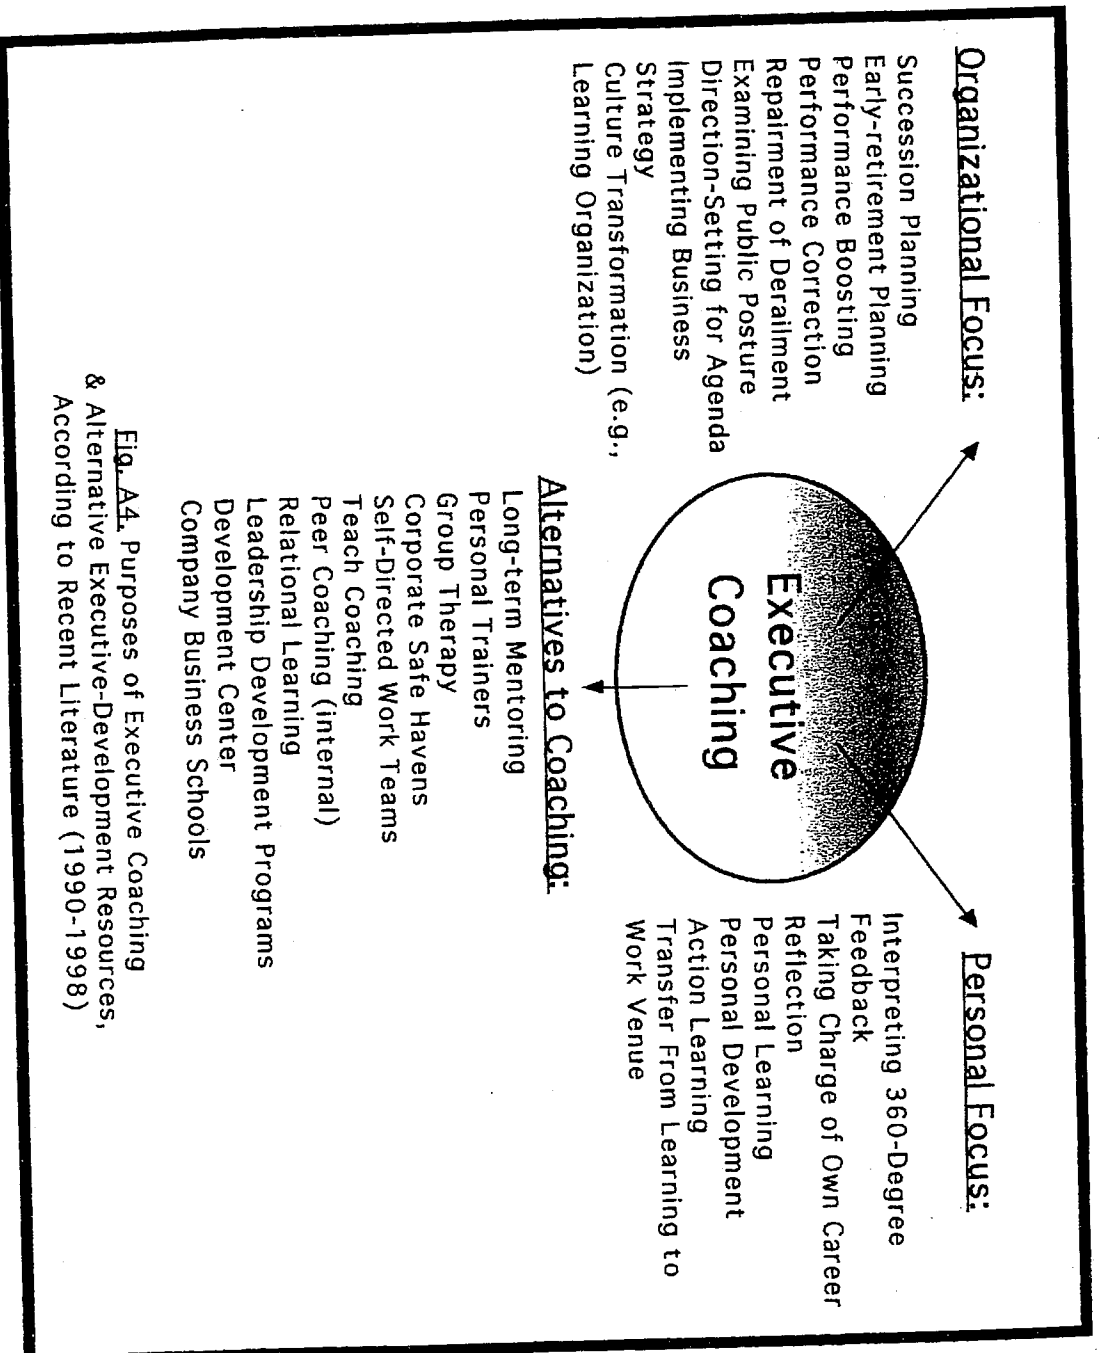 Organizational Focus:
Succession Planning
Early-retirement Planning
Performance Boosting
Performance Correction
Repairment of Derailment
Examining Public Posture
Direction-Setting for Agenda
Implementing Business
Strategy
Culture Transformation (e.g.,
Learning Organization)
Executive
Coaching
Personal Focus:
Interpreting 360-Degree
Feedback
Taking Charge of Own Career
Reflection
Personal Learning
Personal Development
Action Learning
Transfer From Learning to
Work Venue
Alternatives to Coaching:
Long-term Mentoring
Personal Trainers
Group Therapy
Corporate Safe Havens
Self-Directed Work Teams
Teach Coaching
Peer Coaching (internal)
Relational Learning
Leadership Development Programs
Development Center
Company Business Schools
Fig. A4. Purposes of Executive Coaching
& Alternative Executive-Development Resources,
According to Recent Literature (1990-1998)